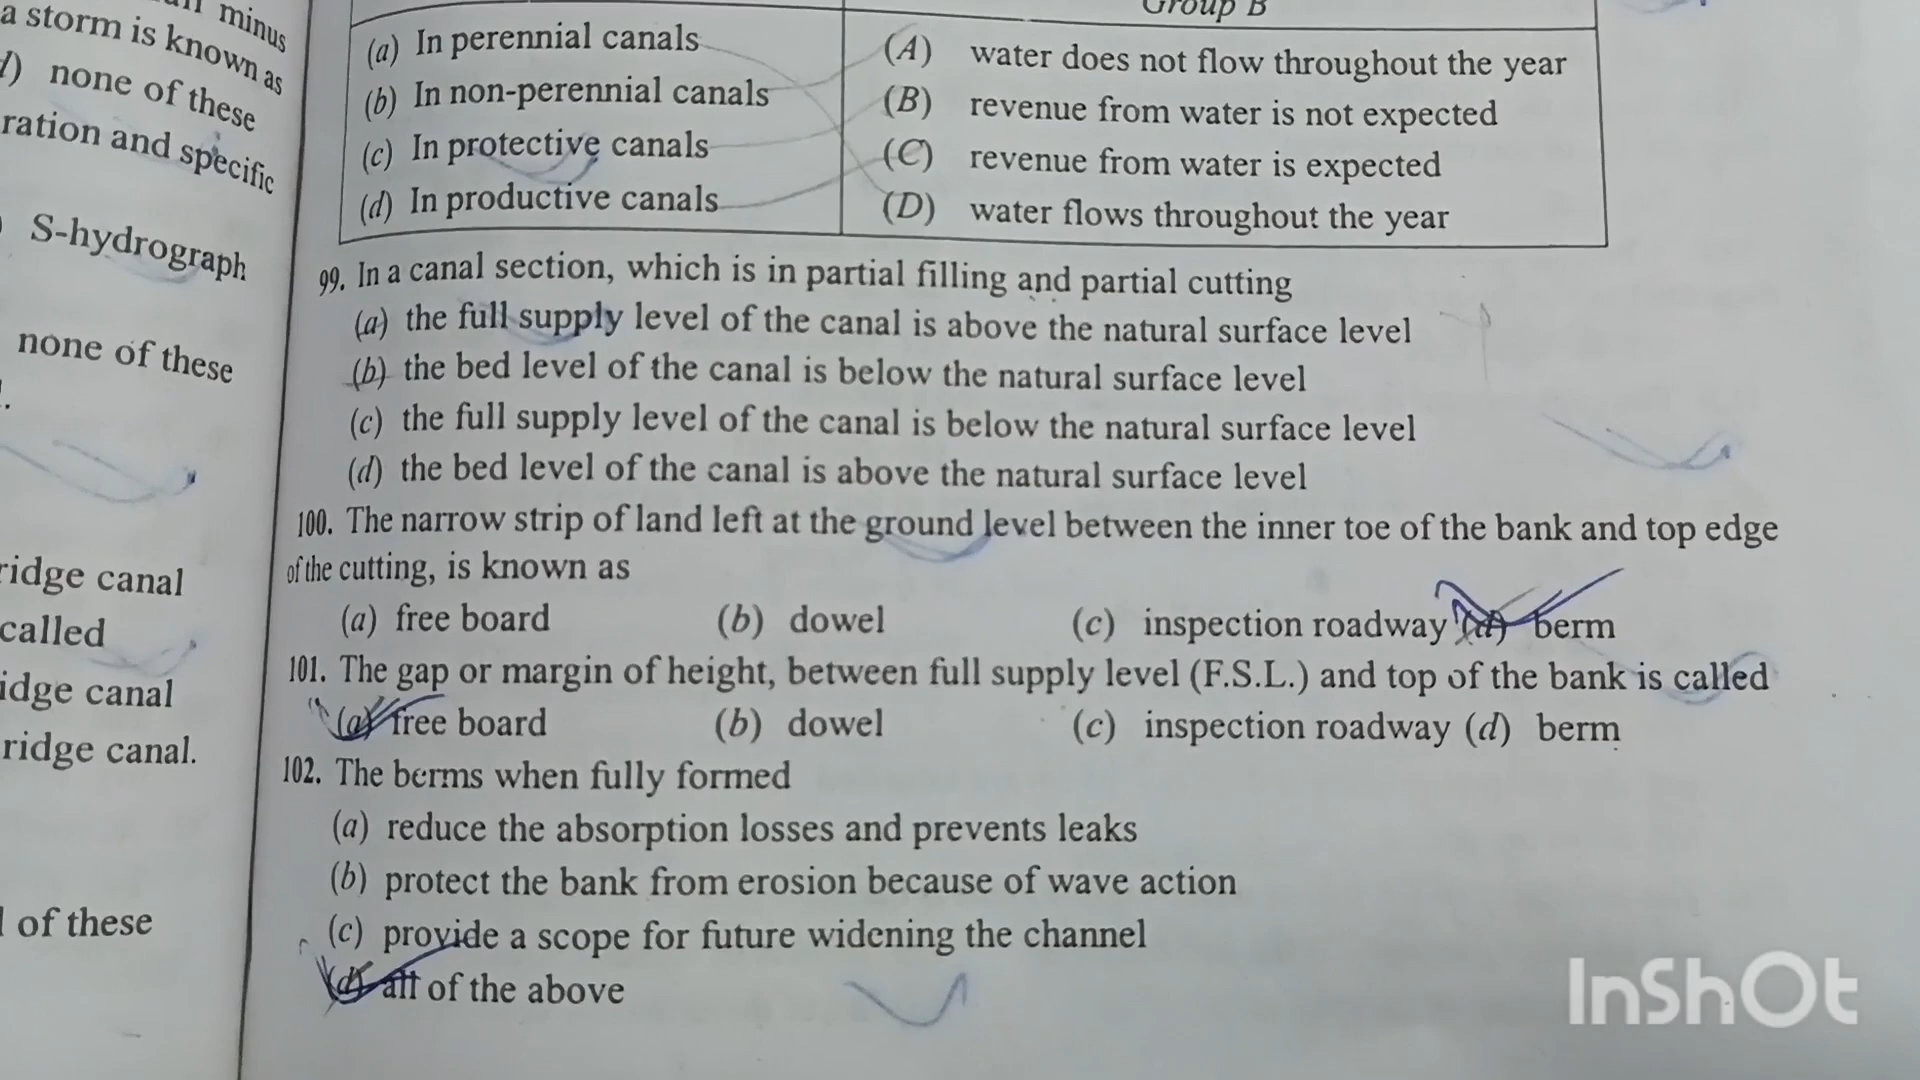 minus
a storm is known as
none of these
ration and specific
S-hydrograph
none of these
ridge canal
called
idge canal
ridge canal.
of these
Group B
(a) In perennial canals (A) water does not flow throughout the year
(b) In non-perennial canals (B) revenue from water is not expected
(c) In protective canals (C) revenue from water is expected
(d) In productive canals (D) water flows throughout the year
99. In a canal section, which is in partial filling and partial cutting
(a) the full supply level of the canal is above the natural surface level
(b) the bed level of the canal is below the natural surface level
(c) the full supply level of the canal is below the natural surface level
(d) the bed level of the canal is above the natural surface level
100. The narrow strip of land left at the ground level between the inner toe of the bank and top edge
of the cutting, is known as
(a) free board (b) dowel (c) inspection roadway (d) berm
101. The gap or margin of height, between full supply level (F.S.L.) and top of the bank is called
(a) free board (b) dowel (c) inspection roadway (d) berm
102. The berms when fully formed
(a) reduce the absorption losses and prevents leaks
(b) protect the bank from erosion because of wave action
(c) provide a scope for future widening the channel
(d) all of the above
InShOt